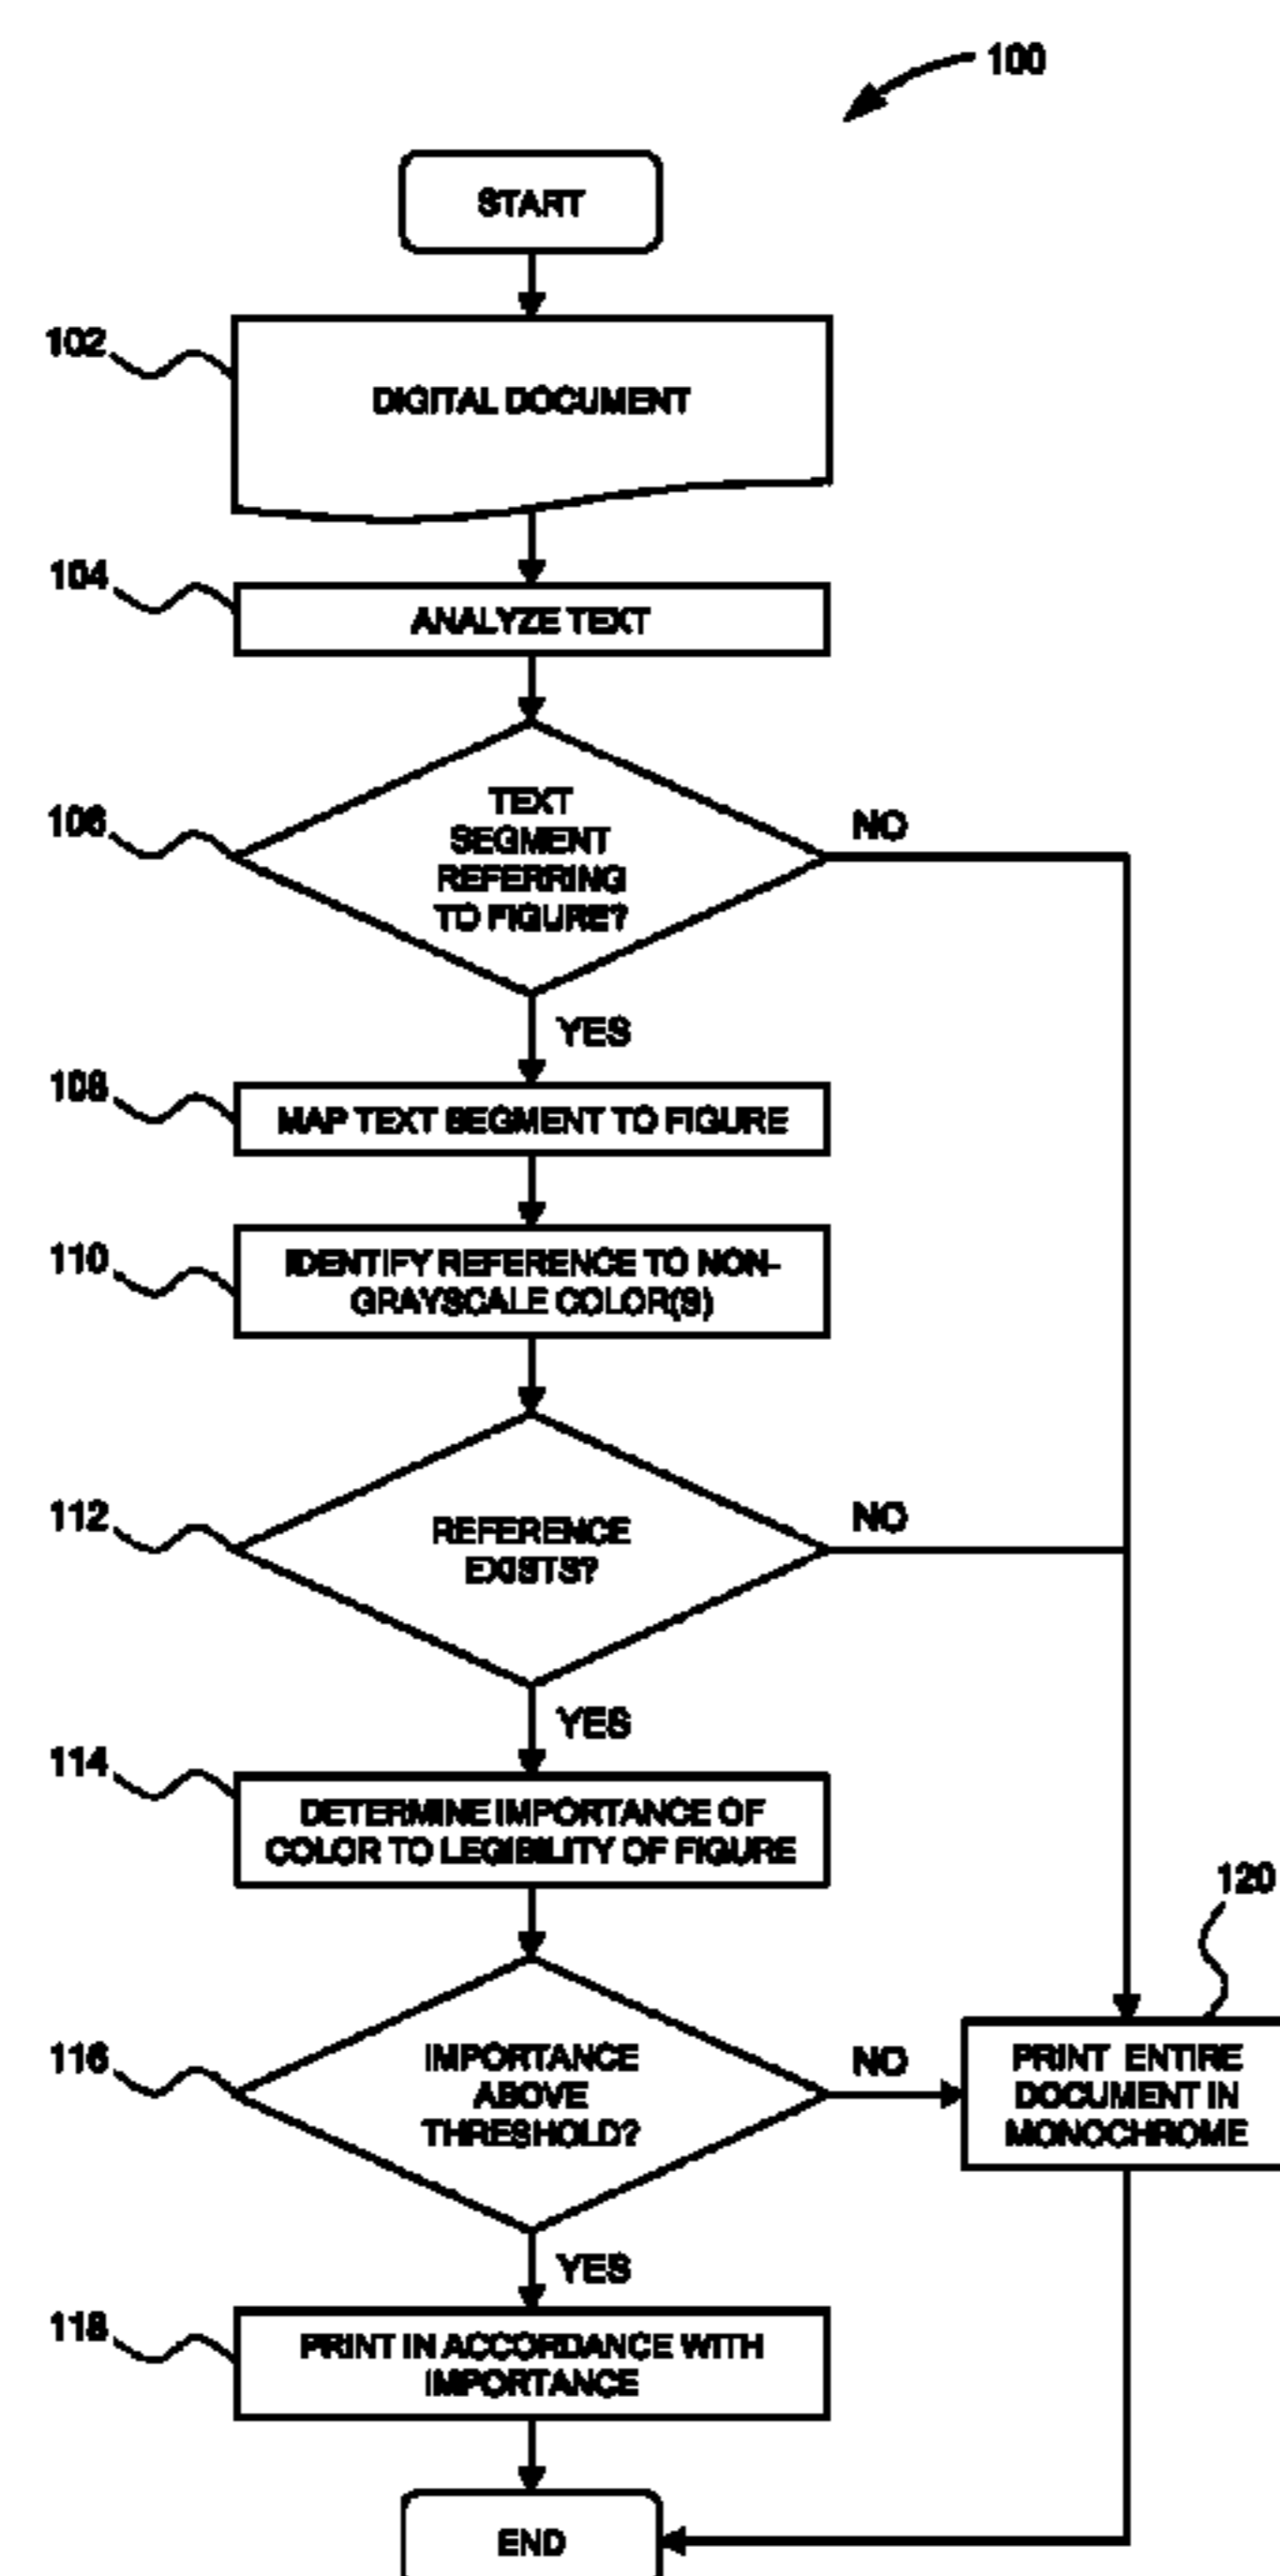 100
START
102
DIGITAL DOCUMENT
104
ANALYZE TEXT
106
TEXT
SEGMENT
REFERRING
TO FIGURE?
NO
YES
108
MAP TEXT SEGMENT TO FIGURE
110
IDENTIFY REFERENCE TO NON-
GRAYSCALE COLOR(S)
112
REFERENCE
EXISTS?
NO
YES
114
DETERMINE IMPORTANCE OF
COLOR TO LEGIBILITY OF FIGURE
116
IMPORTANCE
ABOVE
THRESHOLD?
NO
120
PRINT ENTIRE
DOCUMENT IN
MONOCHROME
YES
118
PRINT IN ACCORDANCE WITH
IMPORTANCE
END